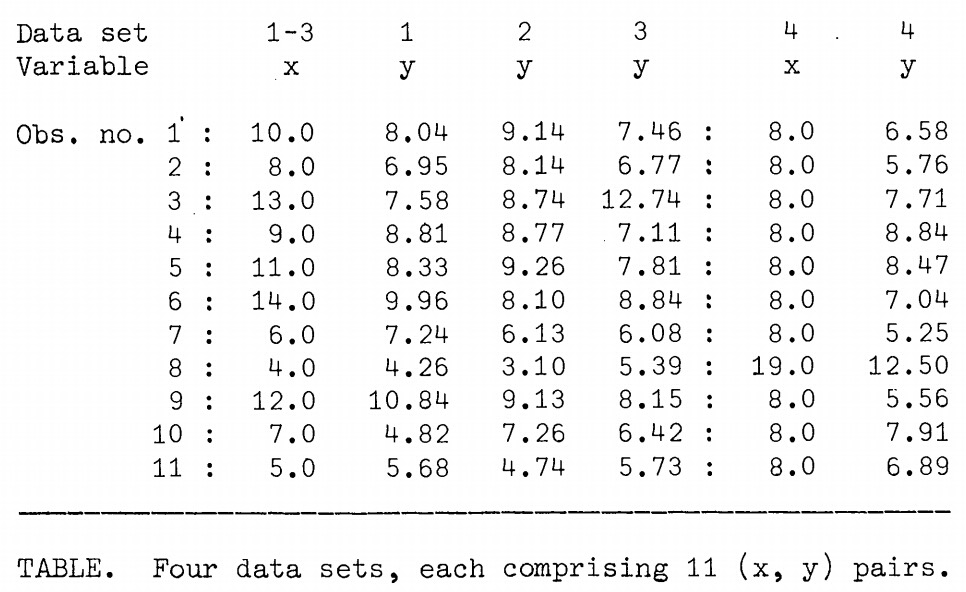 Data set 1-3 1 2 3 4 4
Variable x y y y x y
Obs. no. 1 : 10.0 8.04 9.14 7.46 : 8.0 6.58
2 : 8.0 6.95 8.14 6.77 : 8.0 5.76
3 : 13.0 7.58 8.74 12.74 : 8.0 7.71
4 : 9.0 8.81 8.77 7.11 : 8.0 8.84
5 : 11.0 8.33 9.26 7.81 : 8.0 8.47
6 : 14.0 9.96 8.10 8.84 : 8.0 7.04
7 : 6.0 7.24 6.13 6.08 : 8.0 5.25
8 : 4.0 4.26 3.10 5.39 : 19.0 12.50
9 : 12.0 10.84 9.13 8.15 : 8.0 5.56
10 : 7.0 4.82 7.26 6.42 : 8.0 7.91
11 : 5.0 5.68 4.74 5.73 : 8.0 6.89
TABLE. Four data sets, each comprising 11 (x, y) pairs.